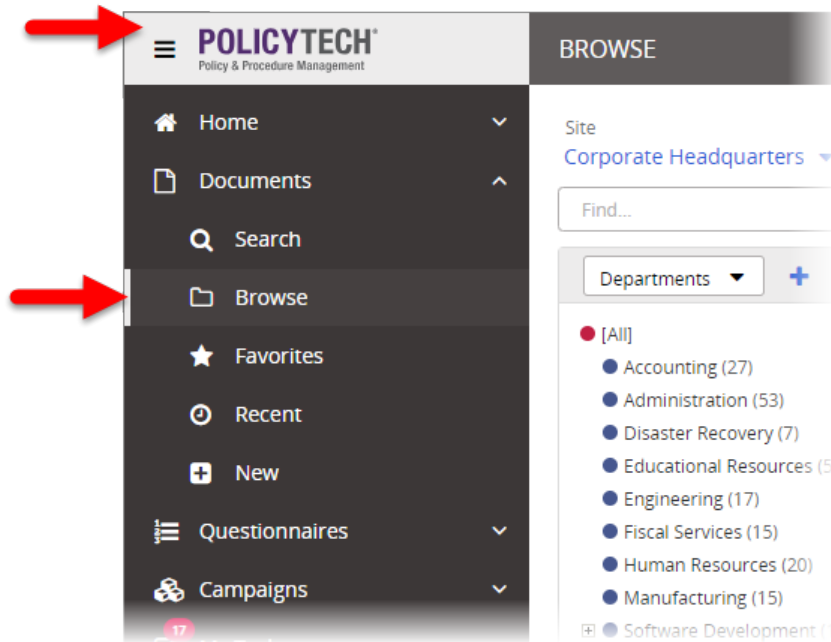 POLICYTECH®
Policy & Procedure Management
Home
Documents
Search
Browse
Favorites
Recent
New
Questionnaires
Campaigns
17
BROWSE
Site
Corporate Headquarters
Find...
Departments
[All]
Accounting (27)
Administration (53)
Disaster Recovery (7)
Educational Resources (5
Engineering (17)
Fiscal Services (15)
Human Resources (20)
Manufacturing (15)
Software Development (